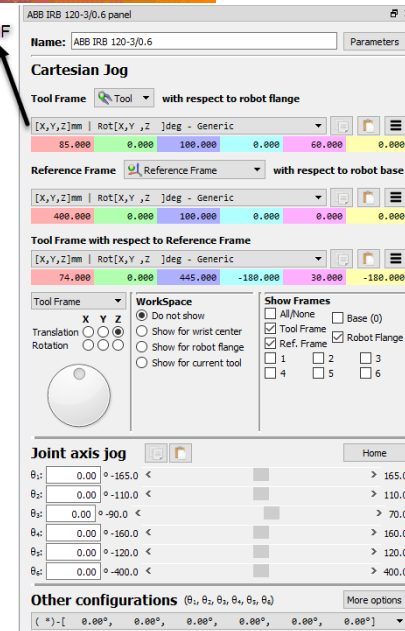 ABB IRB 120-3/0.6 panel
F
Name: ABB IRB 120-3/0.6 Parameters
Cartesian Jog
Tool Frame Tool with respect to robot flange
[X,Y,Z]mm | Rot[X,Y ,Z ]deg - Generic
85.000 0.000 100.000 0.000 60.000 0.000
Reference Frame Reference Frame with respect to robot base
[X,Y,Z]mm | Rot[X,Y ,Z ]deg - Generic
400.000 0.000 100.000 0.000 0.000 0.000
Tool Frame with respect to Reference Frame
[X,Y,Z]mm | Rot[X,Y ,Z ]deg - Generic
74.000 0.000 445.000 -180.000 30.000 -180.000
Tool Frame WorkSpace Show Frames
X Y Z Do not show All/None Base (0)
Translation Show for wrist center Tool Frame Robot Flange
Rotation Show for robot flange Ref. Frame
Show for current tool 1 2 3
4 5 6
Joint axis jog Home
θ₁: 0.00 ° -165.0 < > 165.0
θ₂: 0.00 ° -110.0 < > 110.0
θ₃: 0.00 ° -90.0 < > 70.0
θ₄: 0.00 ° -160.0 < > 160.0
θ₅: 0.00 ° -120.0 < > 120.0
θ₆: 0.00 ° -400.0 < > 400.0
Other configurations (θ₁, θ₂, θ₃, θ₄, θ₅, θ₆) More options
( *)-[ 0.00°, 0.00°, 0.00°, 0.00°, 0.00°, 0.00°]